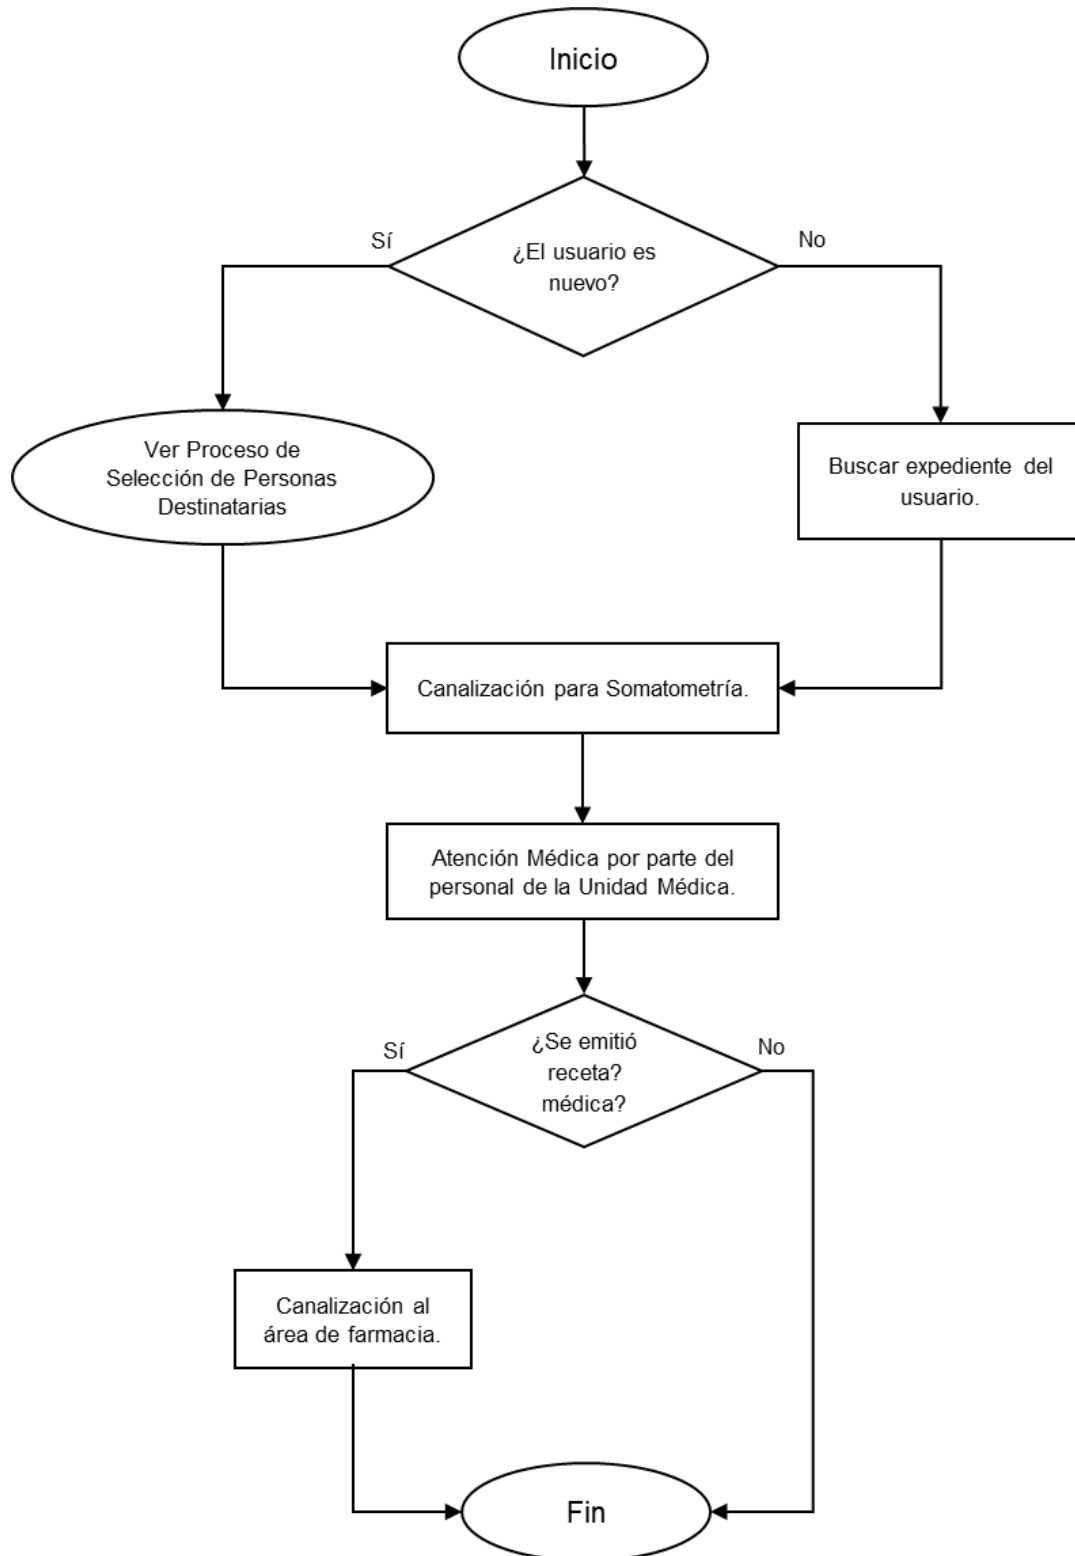 Inicio
Sí
No
¿El usuario es
nuevo?
Ver Proceso de
Selección de Personas
Destinatarias
Buscar expediente del
usuario.
Canalización para Somatometría.
Atención Médica por parte del
personal de la Unidad Médica.
Sí
No
¿Se emitió
receta?
médica?
Canalización al
área de farmacia.
Fin